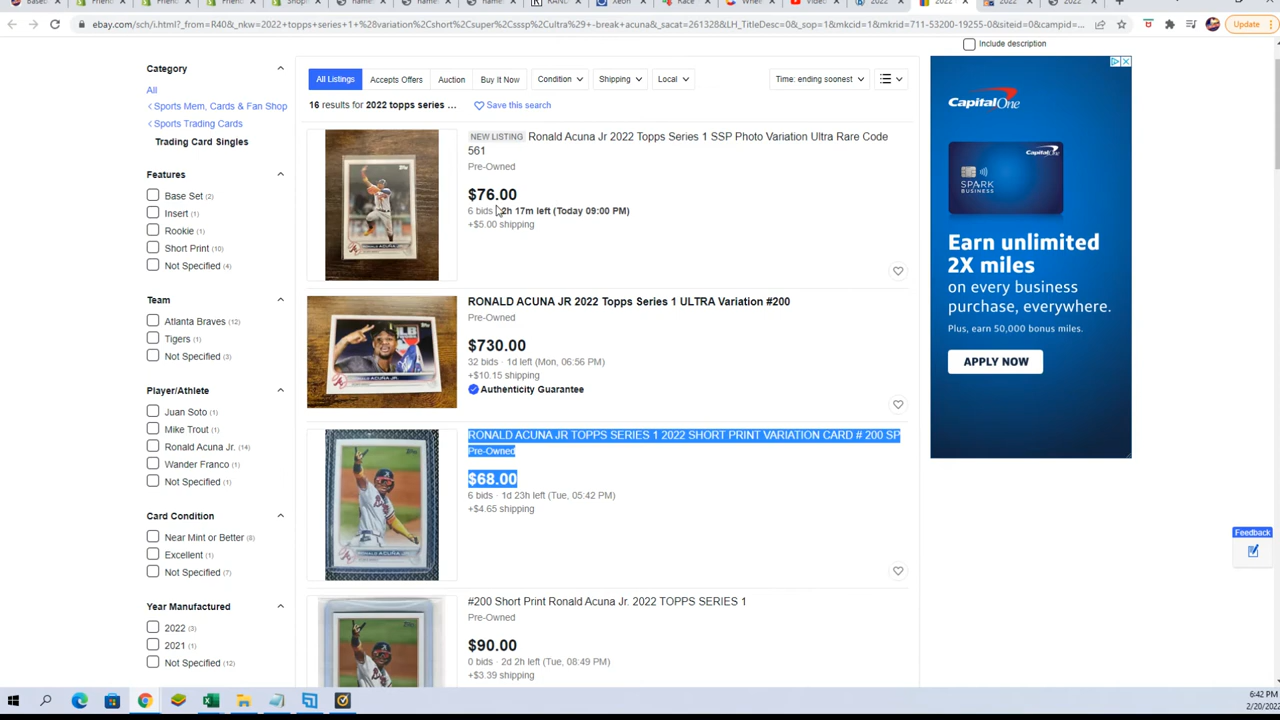 ebay.com/sch/i.html?_from=R40&_nkw=2022+topps+series+1+%28variation%2Cshort%2Csuper%2Cssp%2Cultra%29+-break+acuna&_sacat=261328&LH_TitleDesc=0&_sop=1&mkcid=1&mkrid=711-53200-19255-0&siteid=0&campid=...
Update
Include description
Category
All
Sports Mem, Cards & Fan Shop
Sports Trading Cards
Trading Card Singles
Features
Base Set (2)
Insert (1)
Rookie (1)
Short Print (10)
Not Specified (4)
Team
Atlanta Braves (12)
Tigers (1)
Not Specified (3)
Player/Athlete
Juan Soto (1)
Mike Trout (1)
Ronald Acuna Jr. (14)
Wander Franco (1)
Not Specified (1)
Card Condition
Near Mint or Better (8)
Excellent (1)
Not Specified (7)
Year Manufactured
2022 (3)
2021 (1)
Not Specified (12)
All Listings
Accepts Offers
Auction
Buy It Now
Condition
Shipping
Local
Time: ending soonest
16 results for 2022 topps series ...
Save this search
NEW LISTING Ronald Acuna Jr 2022 Topps Series 1 SSP Photo Variation Ultra Rare Code
561
Pre-Owned
$76.00
6 bids · 2h 17m left (Today 09:00 PM)
+$5.00 shipping
RONALD ACUNA JR 2022 Topps Series 1 ULTRA Variation #200
Pre-Owned
$730.00
32 bids · 1d left (Mon, 06:56 PM)
+$10.15 shipping
Authenticity Guarantee
RONALD ACUNA JR TOPPS SERIES 1 2022 SHORT PRINT VARIATION CARD # 200 SP
Pre-Owned
$68.00
6 bids · 1d 23h left (Tue, 05:42 PM)
+$4.65 shipping
#200 Short Print Ronald Acuna Jr. 2022 TOPPS SERIES 1
Pre-Owned
$90.00
0 bids · 2d 2h left (Tue, 08:49 PM)
+$3.39 shipping
Capital One
Capital One
SPARK
BUSINESS
Earn unlimited
2X miles
on every business
purchase, everywhere.
Plus, earn 50,000 bonus miles.
APPLY NOW
Feedback
6:42 PM
2/20/2022